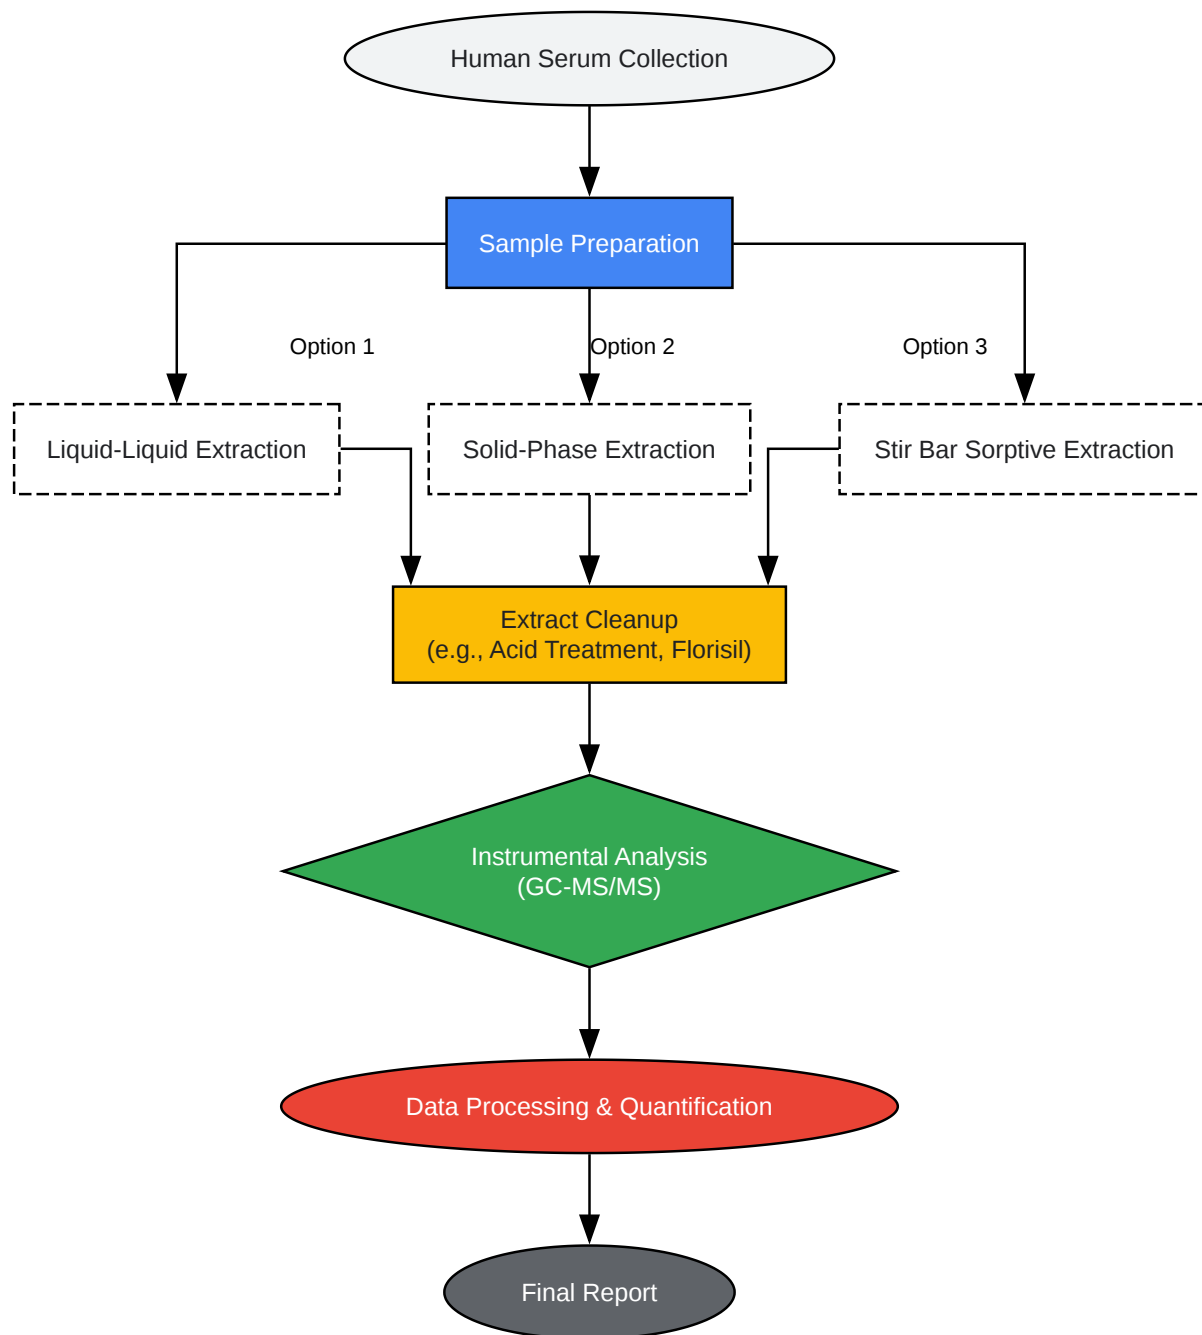 Human Serum Collection
Sample Preparation
Option 1
Option 2
Option 3
Liquid-Liquid Extraction
Solid-Phase Extraction
Stir Bar Sorptive Extraction
Extract Cleanup
(e.g., Acid Treatment, Florisil)
Instrumental Analysis
(GC-MS/MS)
Data Processing & Quantification
Final Report